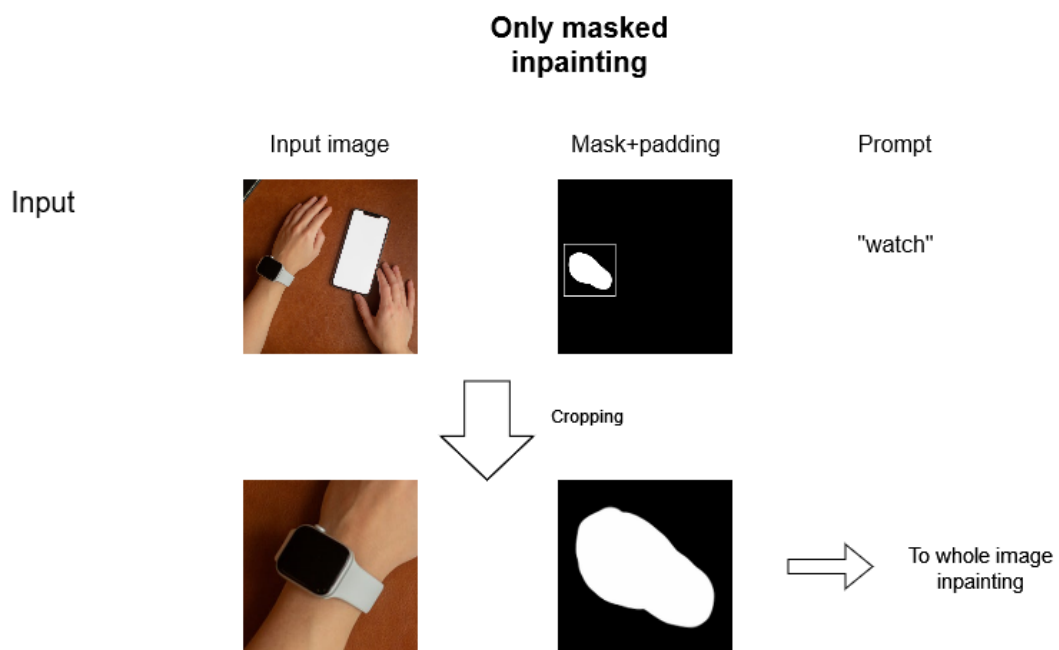 Only masked
inpainting
Input image
Mask+padding
Prompt
Input
"watch"
Cropping
To whole image
inpainting